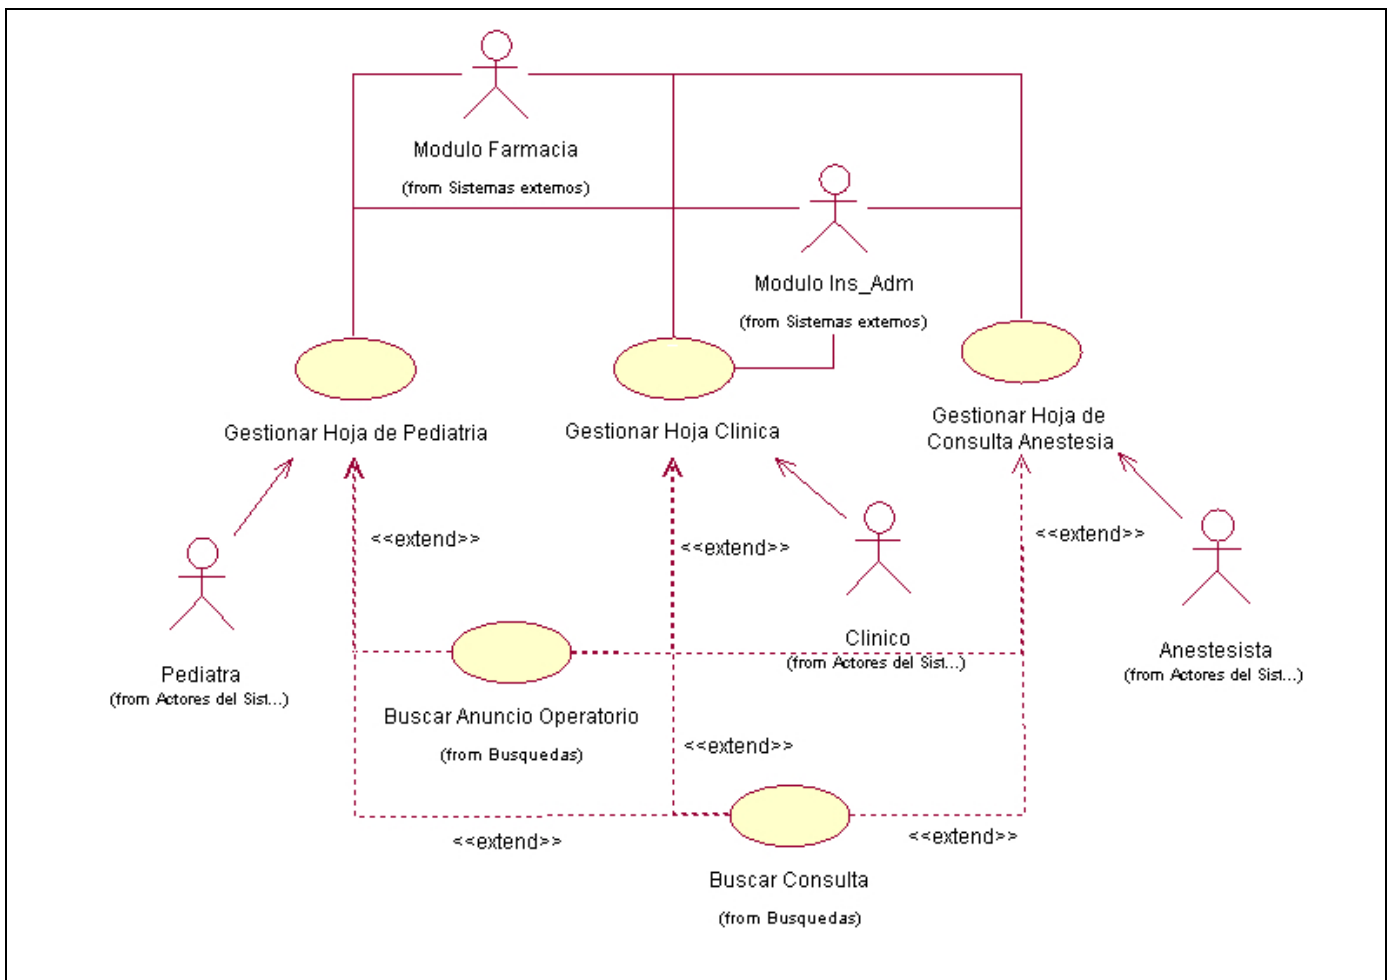 Modulo Farmacia
(from Sistemas externos)
Modulo Ins_Adm
(from Sistemas externos)
Gestionar Hoja de Pediatria
Gestionar Hoja Clinica
Gestionar Hoja de
Consulta Anestesia
<<extend>>
<<extend>>
<<extend>>
Pediatra
(from Actores del Sist...)
Clinico
(from Actores del Sist...)
Anestesista
(from Actores del Sist...)
Buscar Anuncio Operatorio
(from Busquedas)
<<extend>>
<<extend>>
<<extend>>
Buscar Consulta
(from Busquedas)